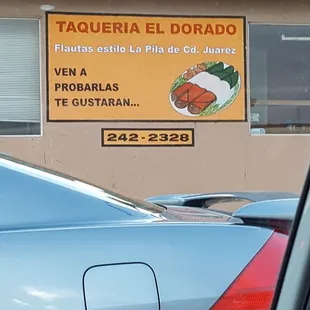 TAQUERIA EL DORADO
Flautas estilo La Pila de Cd. Juarez
VEN A
PROBARLAS
TE GUSTARAN...
242-2328